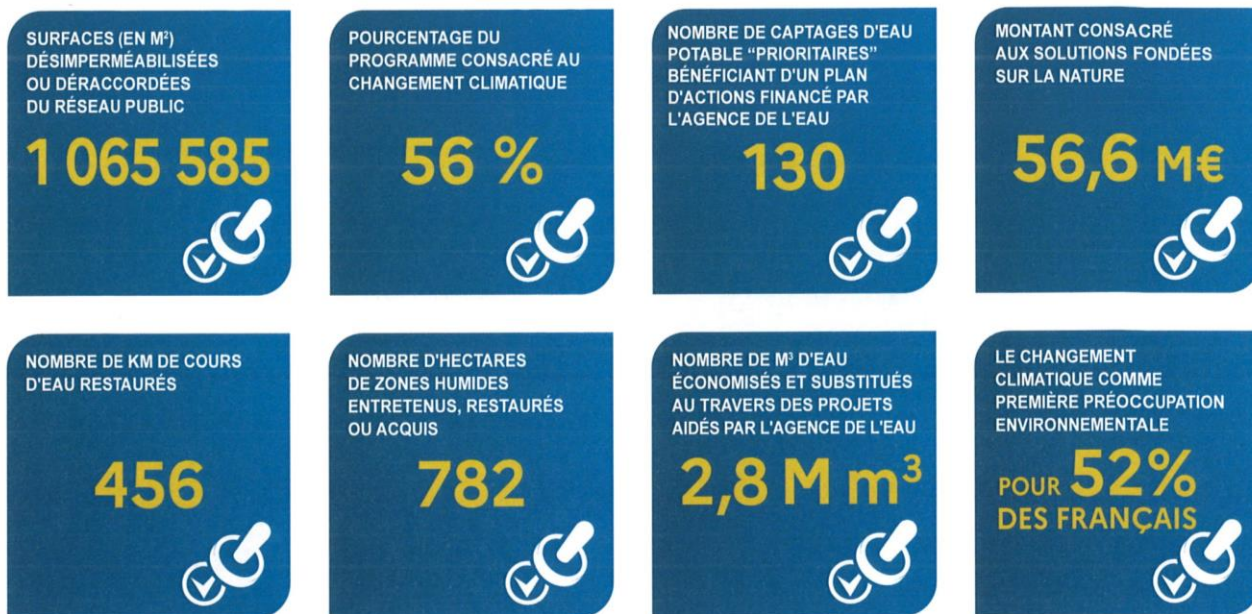 SURFACES (EN M²)
DÉSIMPERMÉABILISÉES
OU DÉRACCORDÉES
DU RÉSEAU PUBLIC
1 065 585
POURCENTAGE DU
PROGRAMME CONSACRÉ AU
CHANGEMENT CLIMATIQUE
56 %
NOMBRE DE CAPTAGES D'EAU
POTABLE “PRIORITAIRES”
BÉNÉFICIANT D'UN PLAN
D'ACTIONS FINANCÉ PAR
L'AGENCE DE L'EAU
130
MONTANT CONSACRÉ
AUX SOLUTIONS FONDÉES
SUR LA NATURE
56,6 M€
NOMBRE DE KM DE COURS
D'EAU RESTAURÉS
456
NOMBRE D'HECTARES
DE ZONES HUMIDES
ENTRETENUS, RESTAURÉS
OU ACQUIS
782
NOMBRE DE M³ D'EAU
ÉCONOMISÉS ET SUBSTITUÉS
AU TRAVERS DES PROJETS
AIDÉS PAR L'AGENCE DE L'EAU
2,8 M m³
LE CHANGEMENT
CLIMATIQUE COMME
PREMIÈRE PRÉOCCUPATION
ENVIRONNEMENTALE
POUR 52%
DES FRANÇAIS